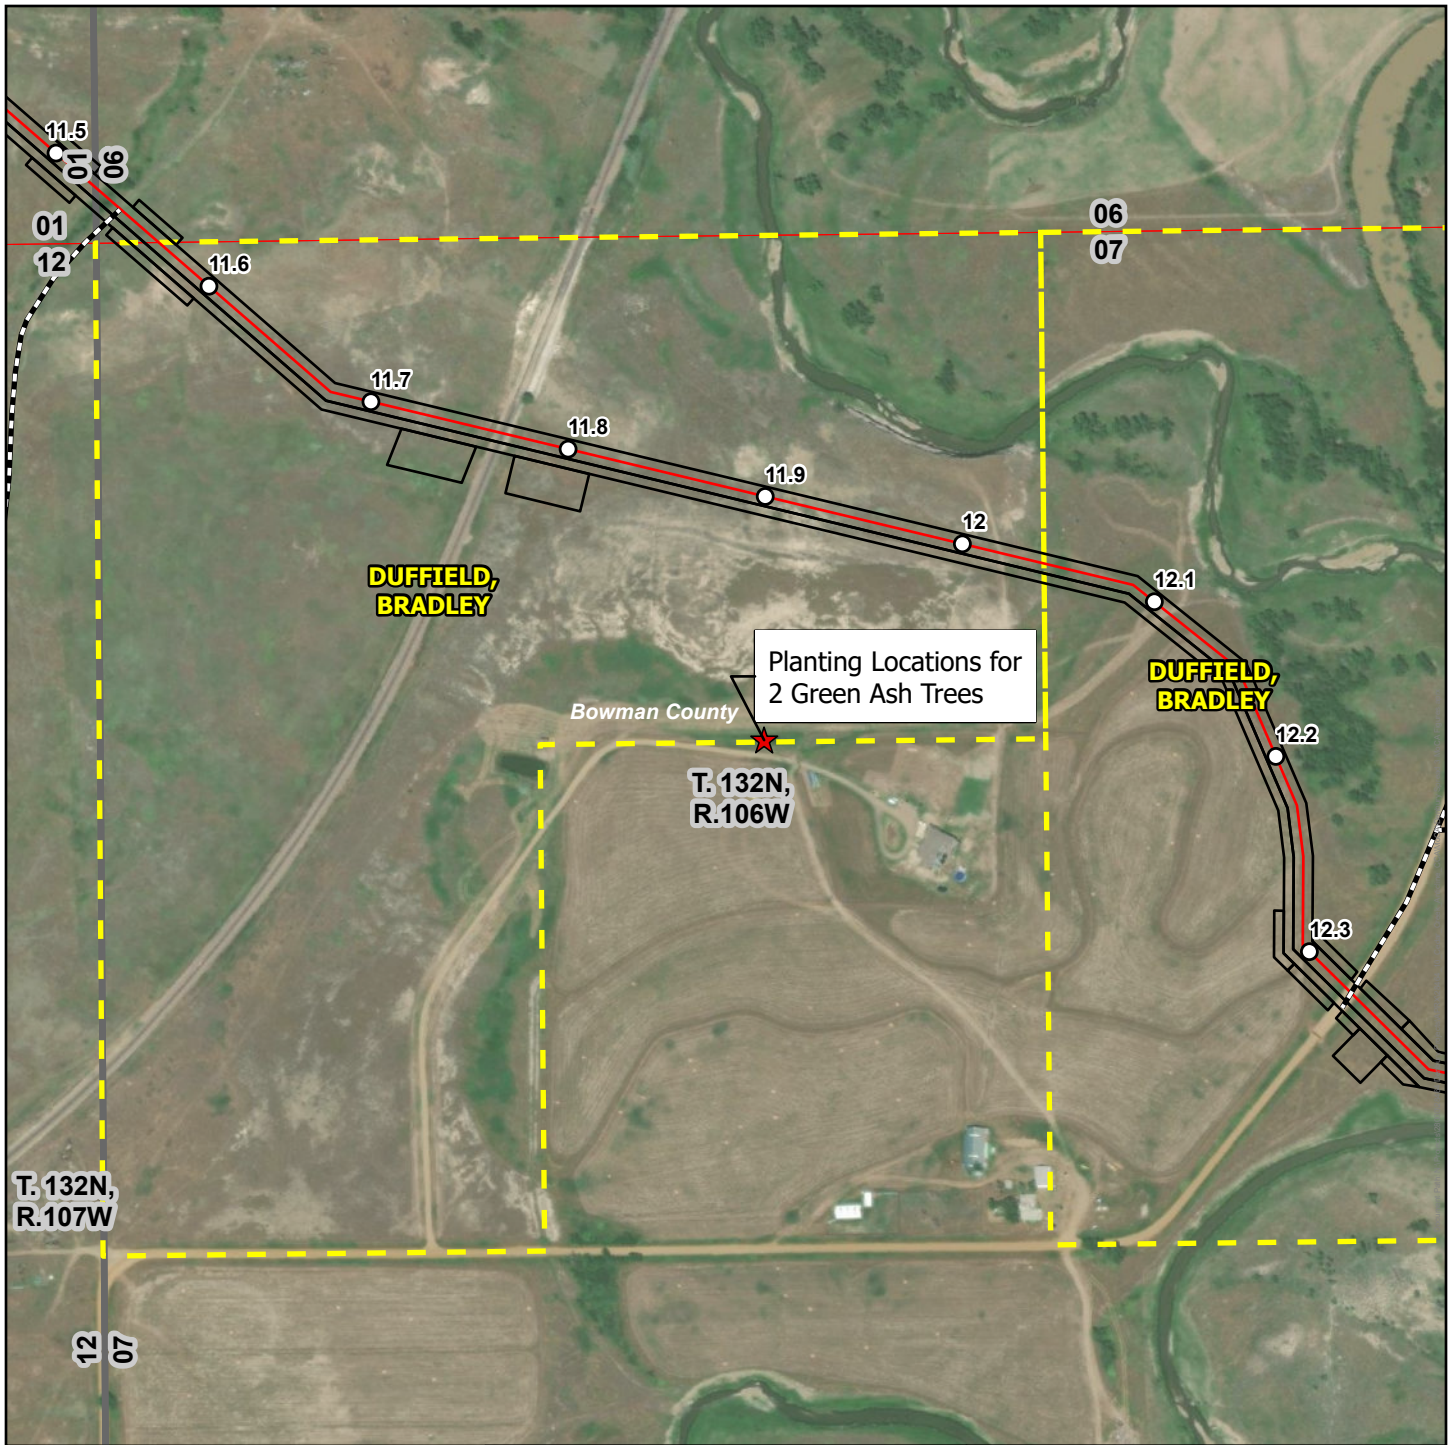 11.5
01
06
01
12
11.6
06
07
11.7
11.8
11.9
12
12.1
DUFFIELD,
BRADLEY
Planting Locations for
2 Green Ash Trees
DUFFIELD,
BRADLEY
Bowman County
12.2
T. 132N,
R.106W
12.3
T. 132N,
R.107W
12
07